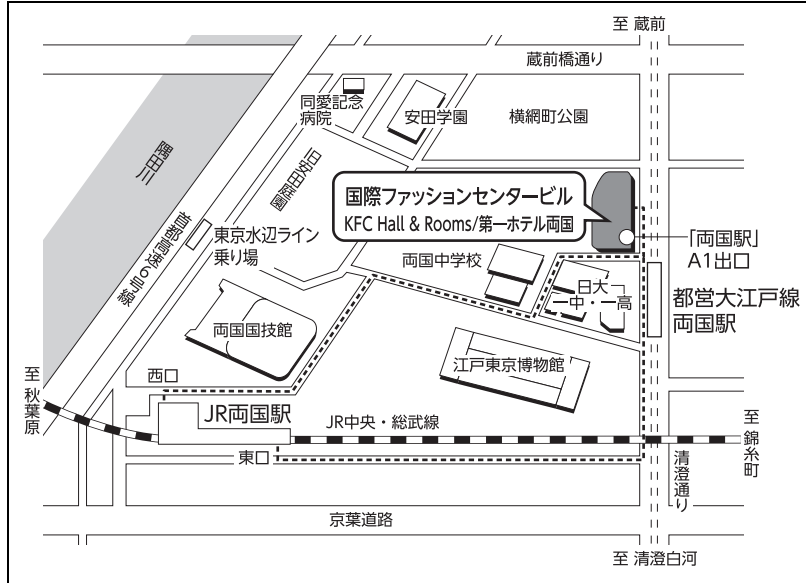 至 蔵前
蔵前橋通り
同愛記念
病院
安田学園
横網町公園
隅田川
旧安田庭園
国際ファッションセンタービル
KFC Hall & Rooms/第一ホテル両国
首都高速6号線
東京水辺ライン
乗り場
両国中学校
「両国駅」
A1出口
日大
一中・一高
都営大江戸線
両国駅
両国国技館
江戸東京博物館
至 秋葉原
西口
JR両国駅
JR中央・総武線
至 錦糸町
東口
清澄通り
京葉道路
至 清澄白河